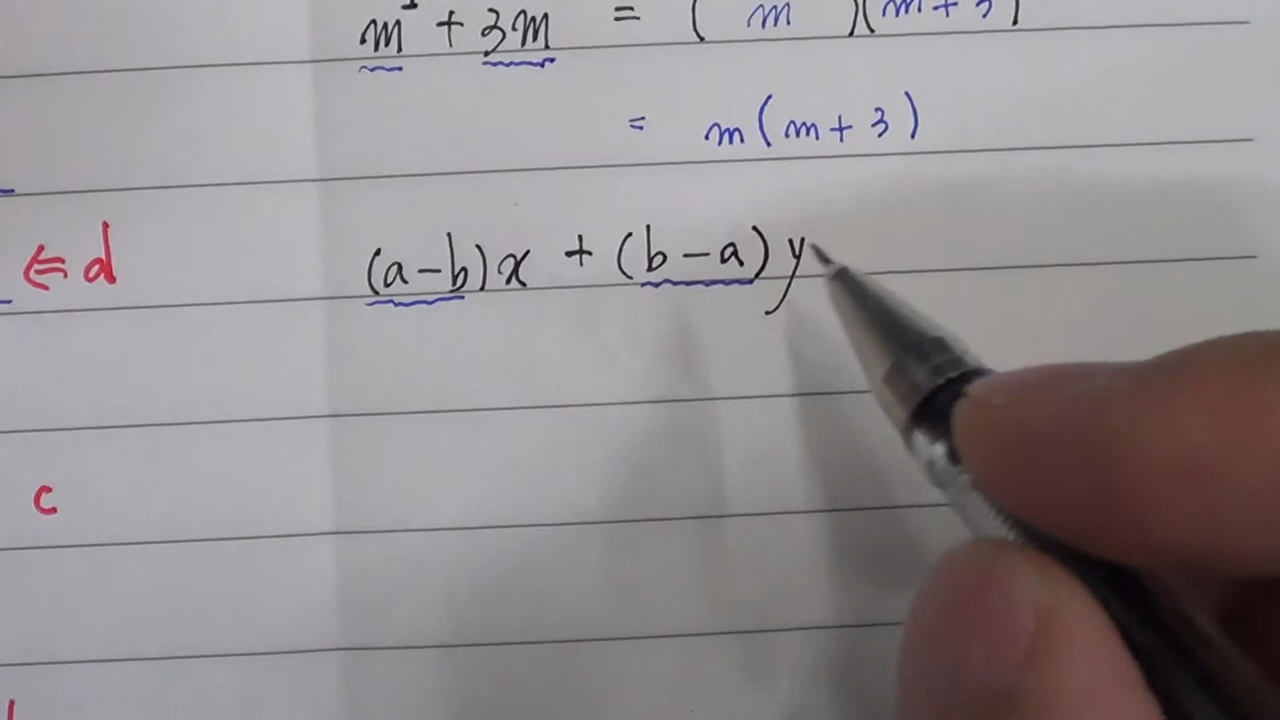 m² + 3m = ( m )(m+3)
= m(m+3)
⇐ d (a-b)x + (b-a)y
c